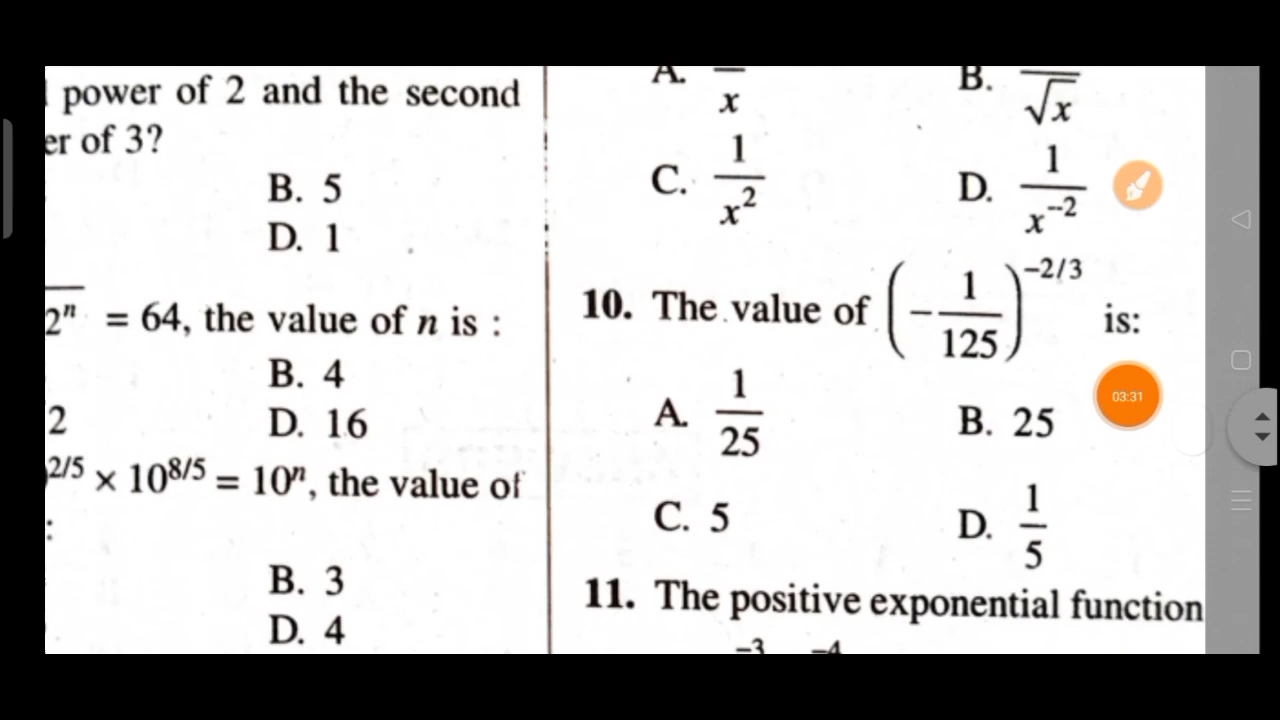 power of 2 and the second
er of 3?
B. 5
D. 1
2ⁿ = 64, the value of n is :
B. 4
2 D. 16
2/5 × 10^8/5 = 10ⁿ, the value of
:
B. 3
D. 4
A. x B. √x
C. 1/x² D. 1/x⁻²
10. The value of (-1/125)^-2/3 is:
A. 1/25 B. 25
C. 5 D. 1/5
11. The positive exponential function
-3 -4
03:31